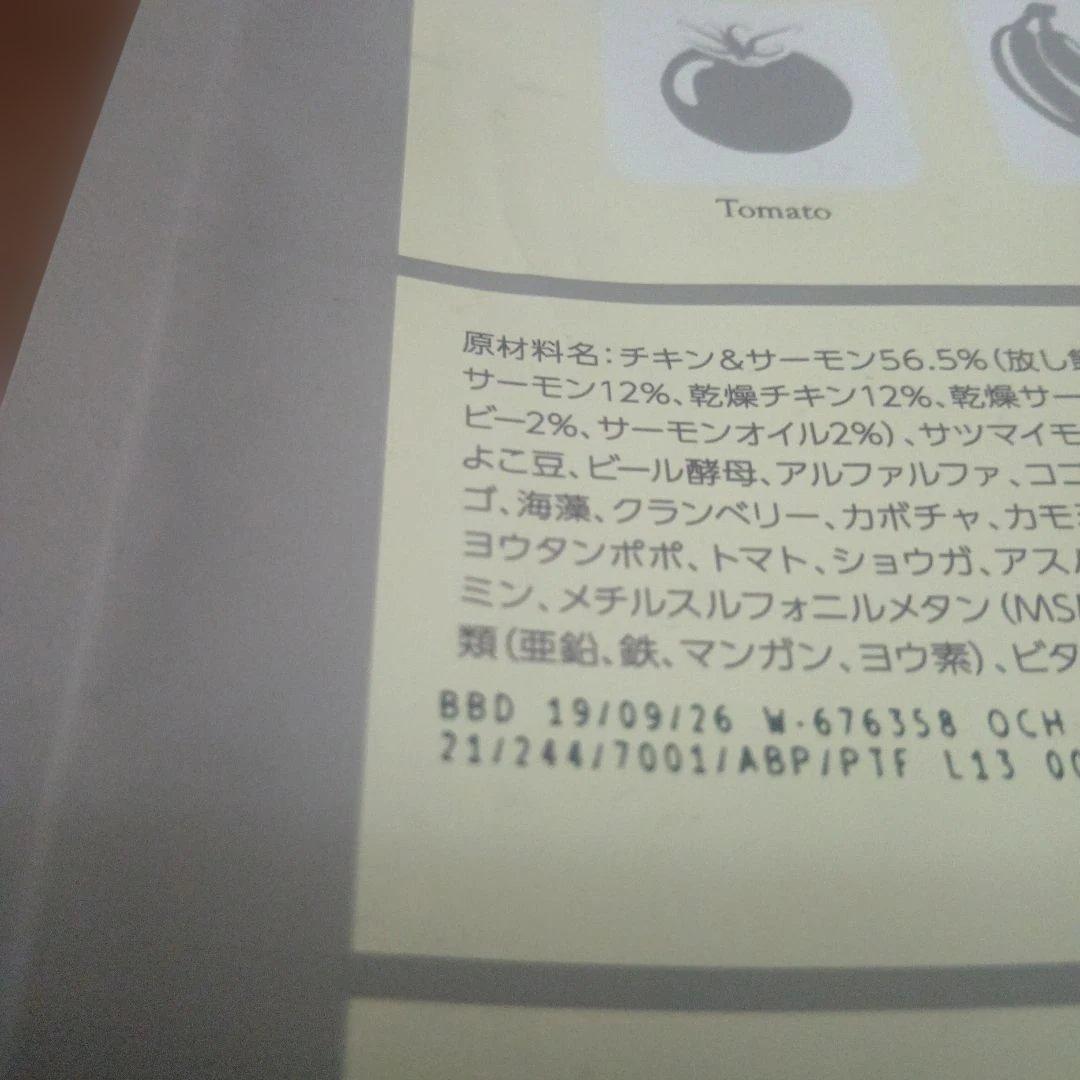 Tomato
原材料名：チキン&サーモン56.5%（放し飼
サーモン12%、乾燥チキン12%、乾燥サー
ビー2%、サーモンオイル2%）、サツマイモ
よこ豆、ビール酵母、アルファルファ、ココ
ゴ、海藻、クランベリー、カボチャ、カモミ
ヨウタンポポ、トマト、ショウガ、アスパ
ミン、メチルスルフォニルメタン（MSM
類（亜鉛、鉄、マンガン、ヨウ素）、ビタ
BBD 19/09/26 W·676358 OCH
21/244/7001/ABP/PTF L13 00